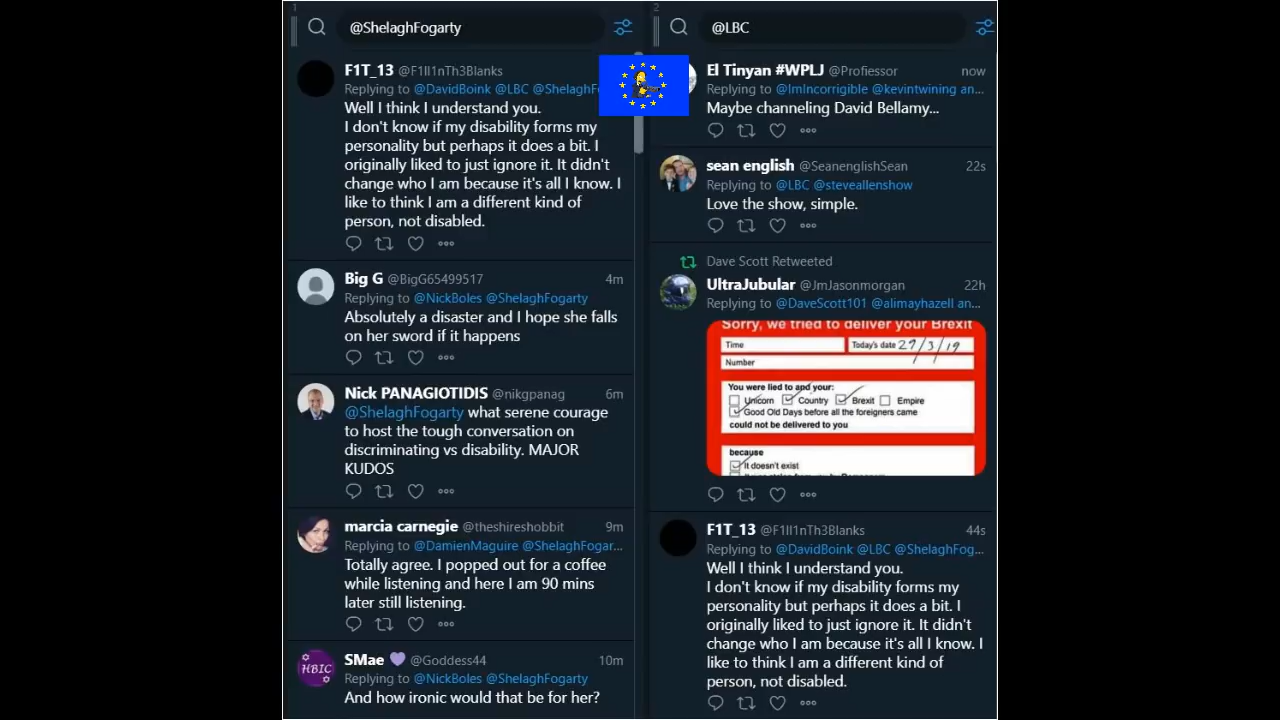 1
@ShelaghFogarty
F1T_13 @F1Il1nTh3Blanks
Replying to @DavidBoink @LBC @ShelaghF
Well I think I understand you.
I don't know if my disability forms my
personality but perhaps it does a bit. I
originally liked to just ignore it. It didn't
change who I am because it's all I know. I
like to think I am a different kind of
person, not disabled.
Big G @BigG65499517 4m
Replying to @NickBoles @ShelaghFogarty
Absolutely a disaster and I hope she falls
on her sword if it happens
Nick PANAGIOTIDIS @nikgpanag 6m
@ShelaghFogarty what serene courage
to host the tough conversation on
discriminating vs disability. MAJOR
KUDOS
marcia carnegie @theshireshobbit 9m
Replying to @DamienMaguire @ShelaghFogar...
Totally agree. I popped out for a coffee
while listening and here I am 90 mins
later still listening.
HBIC
SMae 💜 @Goddess44 10m
Replying to @NickBoles @ShelaghFogarty
And how ironic would that be for her?
2
@LBC
El Tinyan #WPLJ @Profiessor now
Replying to @ImIncorrigible @kevintwining an...
Maybe channeling David Bellamy...
sean english @SeanenglishSean 22s
Replying to @LBC @steveallenshow
Love the show, simple.
Dave Scott Retweeted
UltraJubular @JmJasonmorgan 22h
Replying to @DaveScott101 @alimayhazell an...
Sorry, we tried to deliver your Brexit
Time Today's date 29/3/19
Number
You were lied to and your:
Unicorn Country Brexit Empire
Good Old Days before all the foreigners came
could not be delivered to you
because
It doesn't exist
F1T_13 @F1Il1nTh3Blanks 44s
Replying to @DavidBoink @LBC @ShelaghFog...
Well I think I understand you.
I don't know if my disability forms my
personality but perhaps it does a bit. I
originally liked to just ignore it. It didn't
change who I am because it's all I know. I
like to think I am a different kind of
person, not disabled.